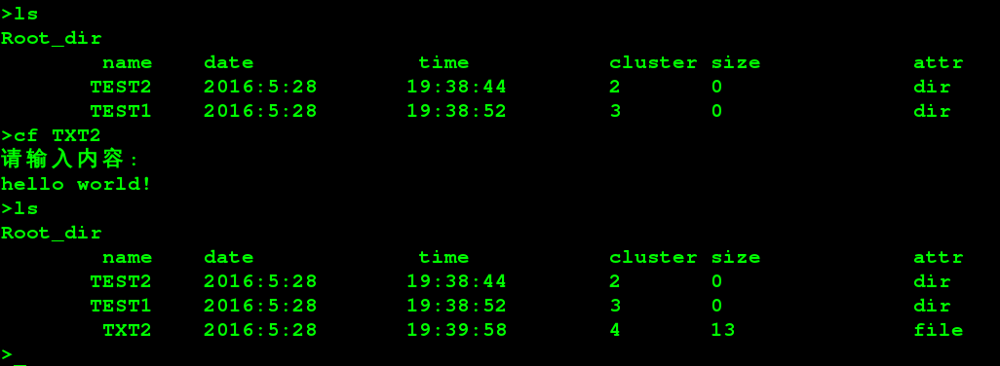 >ls
Root_dir
name date time cluster size attr
TEST2 2016:5:28 19:38:44 2 0 dir
TEST1 2016:5:28 19:38:52 3 0 dir
>cf TXT2
请输入内容:
hello world!
>ls
Root_dir
name date time cluster size attr
TEST2 2016:5:28 19:38:44 2 0 dir
TEST1 2016:5:28 19:38:52 3 0 dir
TXT2 2016:5:28 19:39:58 4 13 file
>_